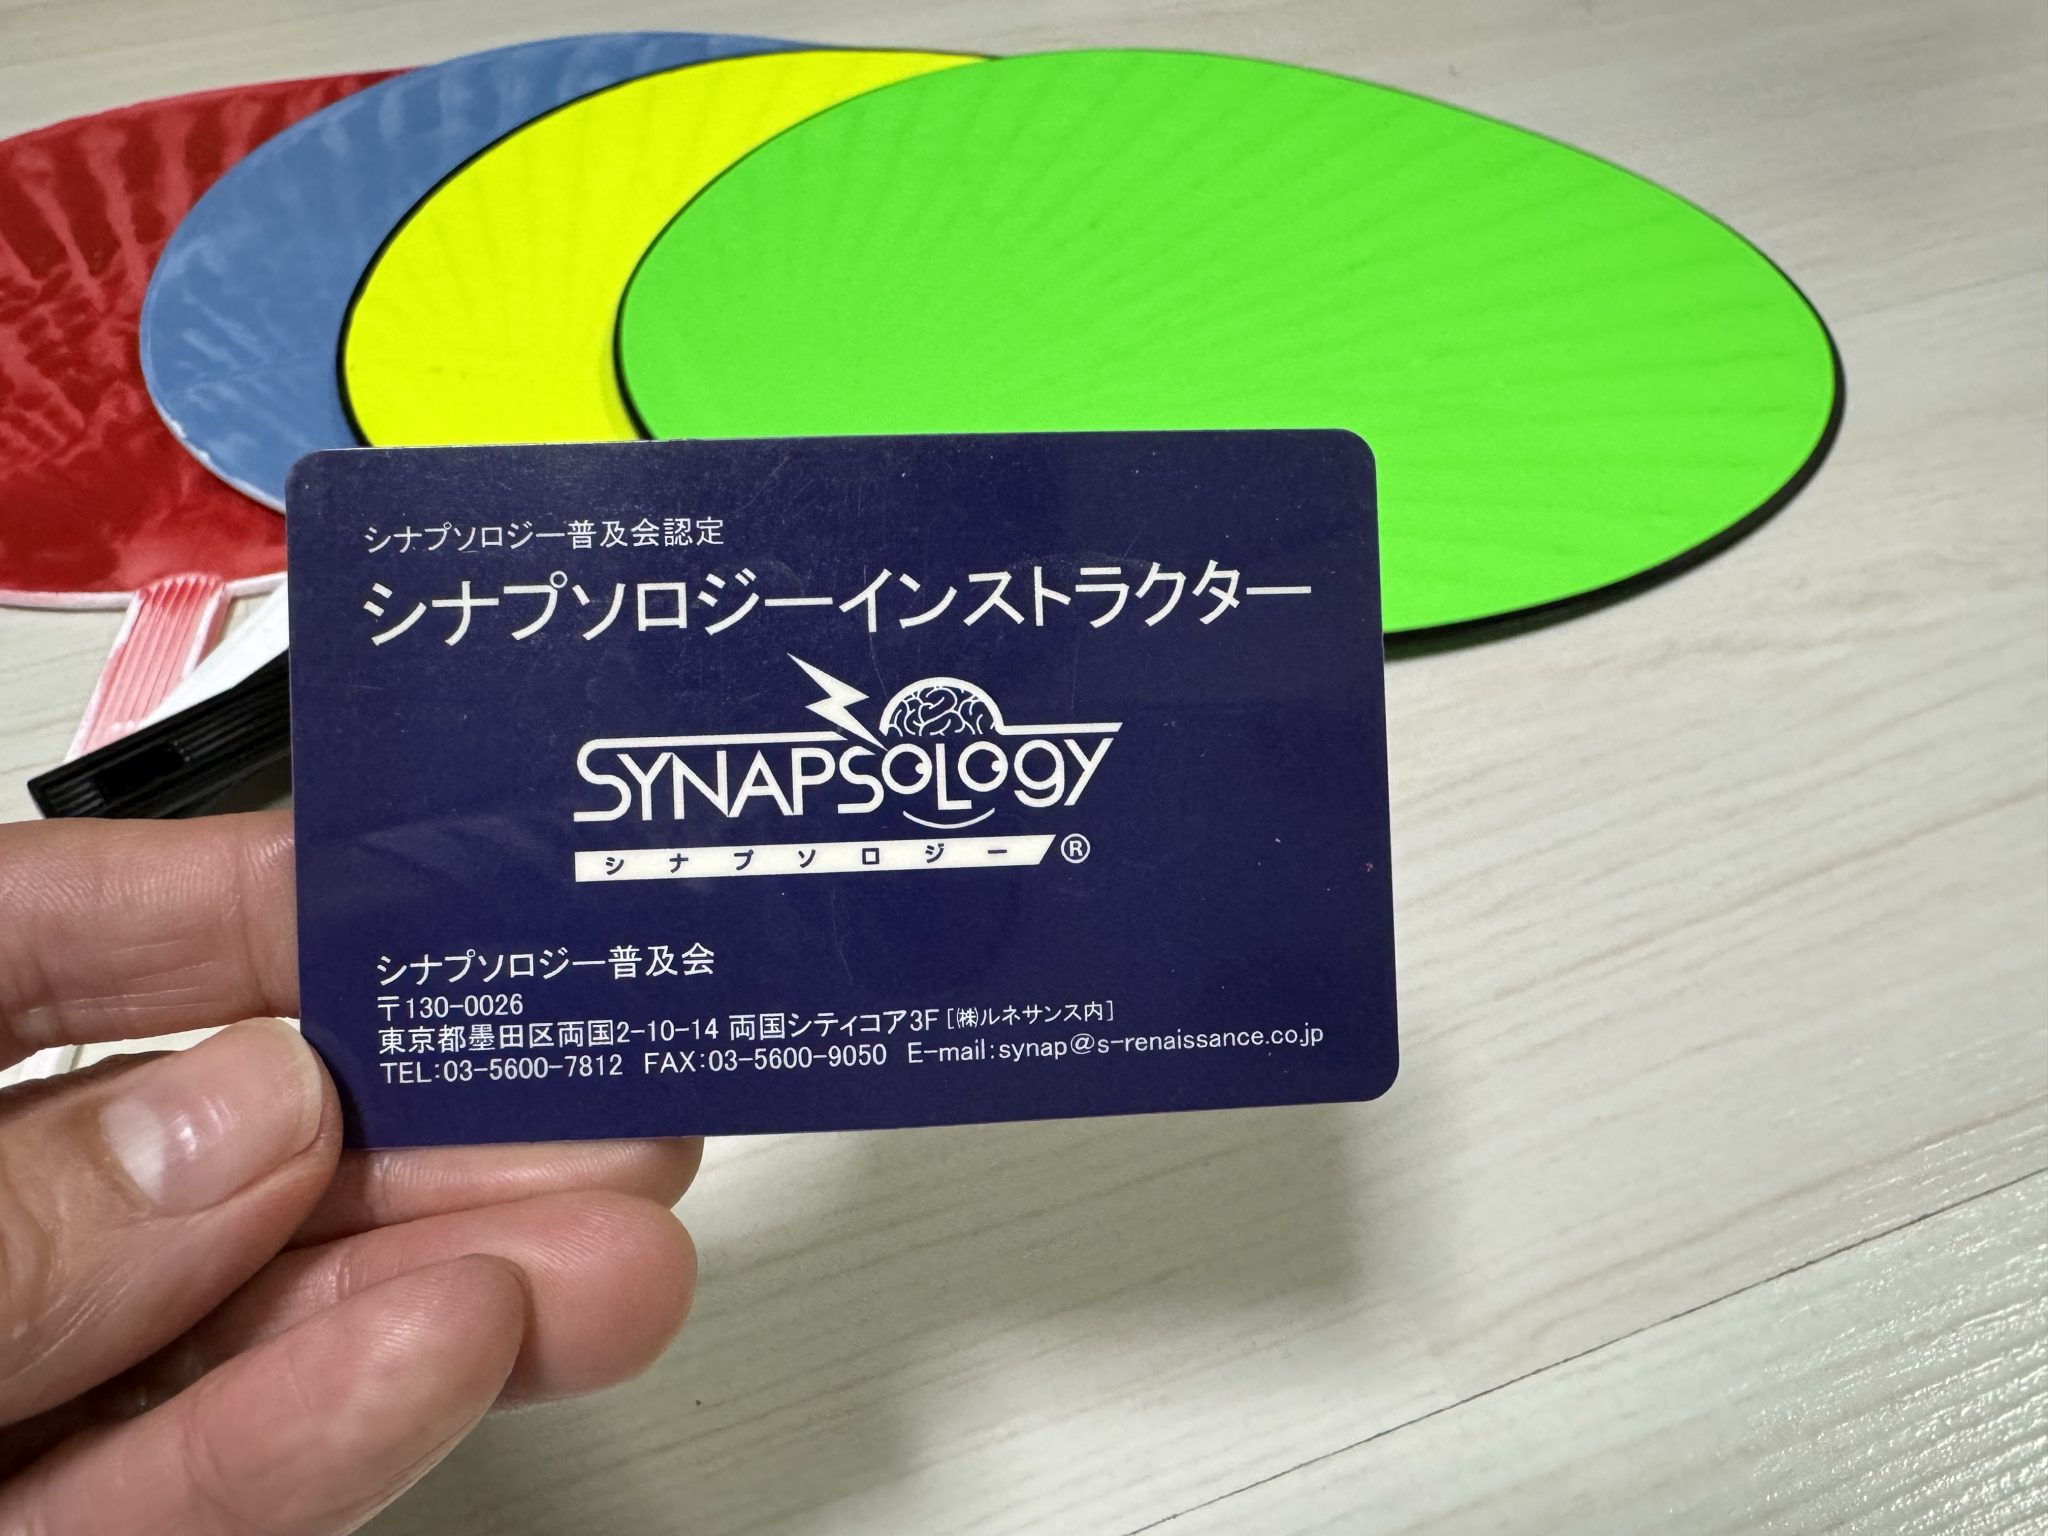 シナプソロジー普及会認定
シナプソロジーインストラクター
SYNAPSOLOGY
シナプソロジー®
シナプソロジー普及会
〒130-0026
東京都墨田区両国2-10-14 両国シティコア3F [㈱ルネサンス内]
TEL:03-5600-7812 FAX:03-5600-9050 E-mail:synap@s-renaissance.co.jp